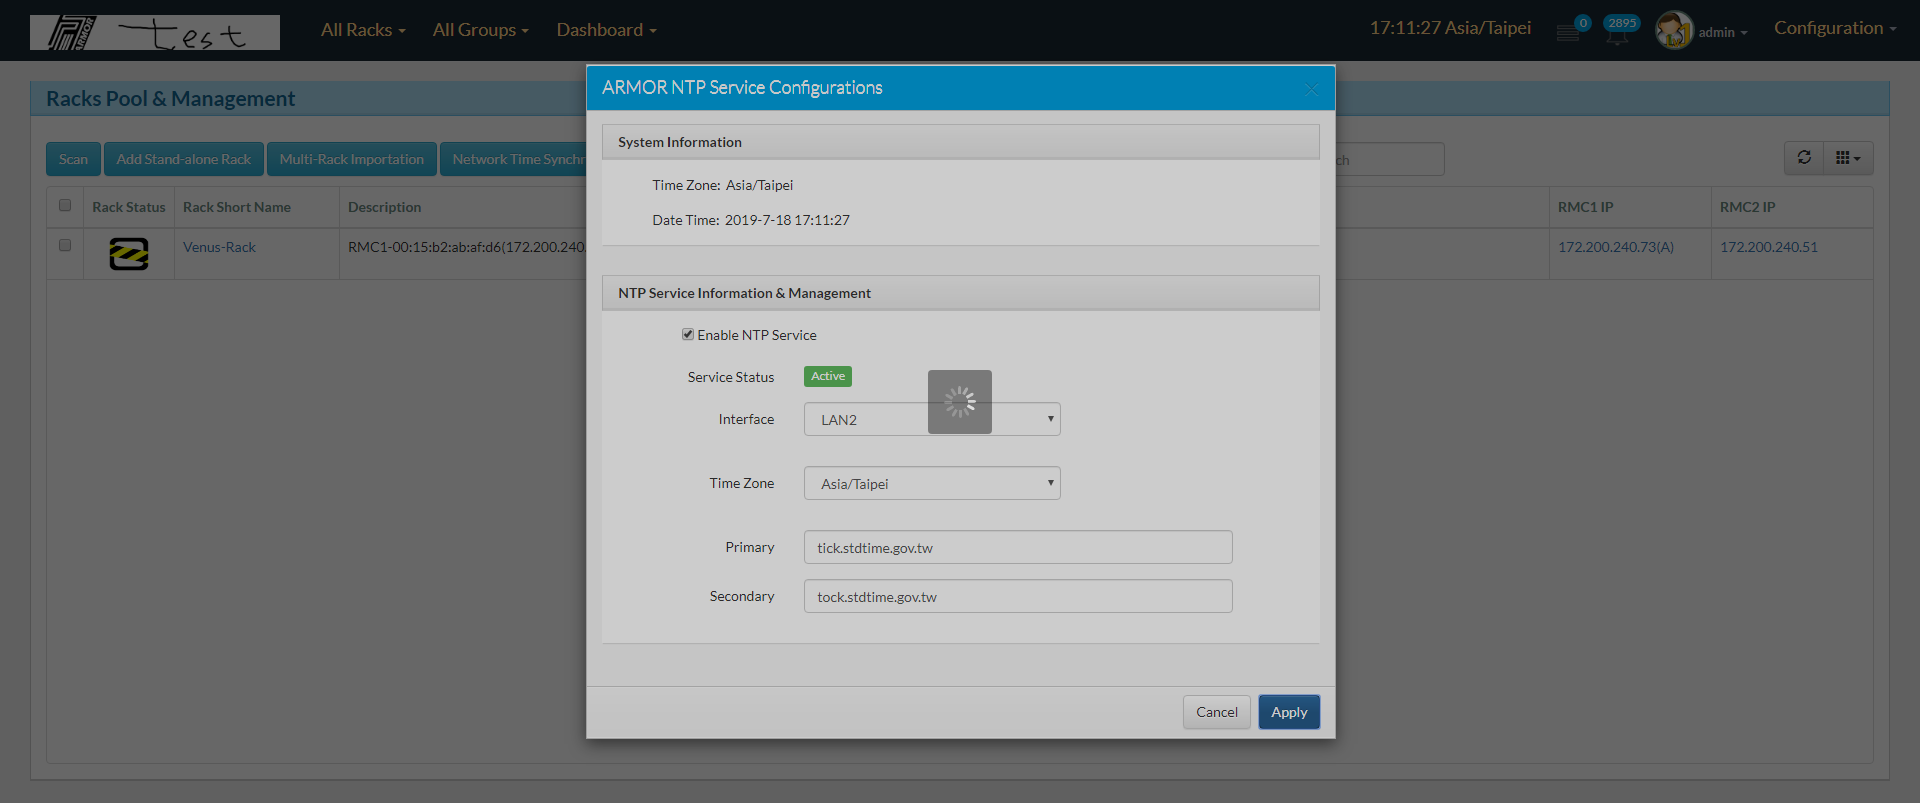 ARMOR test All Racks All Groups Dashboard 17:11:27 Asia/Taipei 0 2895 admin Configuration
ARMOR NTP Service Configurations
Racks Pool & Management
System Information
Scan Add Stand-alone Rack Multi-Rack Importation Network Time Synchr ch
Time Zone: Asia/Taipei
Rack Status Rack Short Name Description RMC1 IP RMC2 IP
Date Time: 2019-7-18 17:11:27
Venus-Rack RMC1-00:15:b2:ab:af:d6(172.200.240. 172.200.240.73(A) 172.200.240.51
NTP Service Information & Management
Enable NTP Service
Service Status Active
Interface LAN2
Time Zone Asia/Taipei
Primary tick.stdtime.gov.tw
Secondary tock.stdtime.gov.tw
Cancel Apply